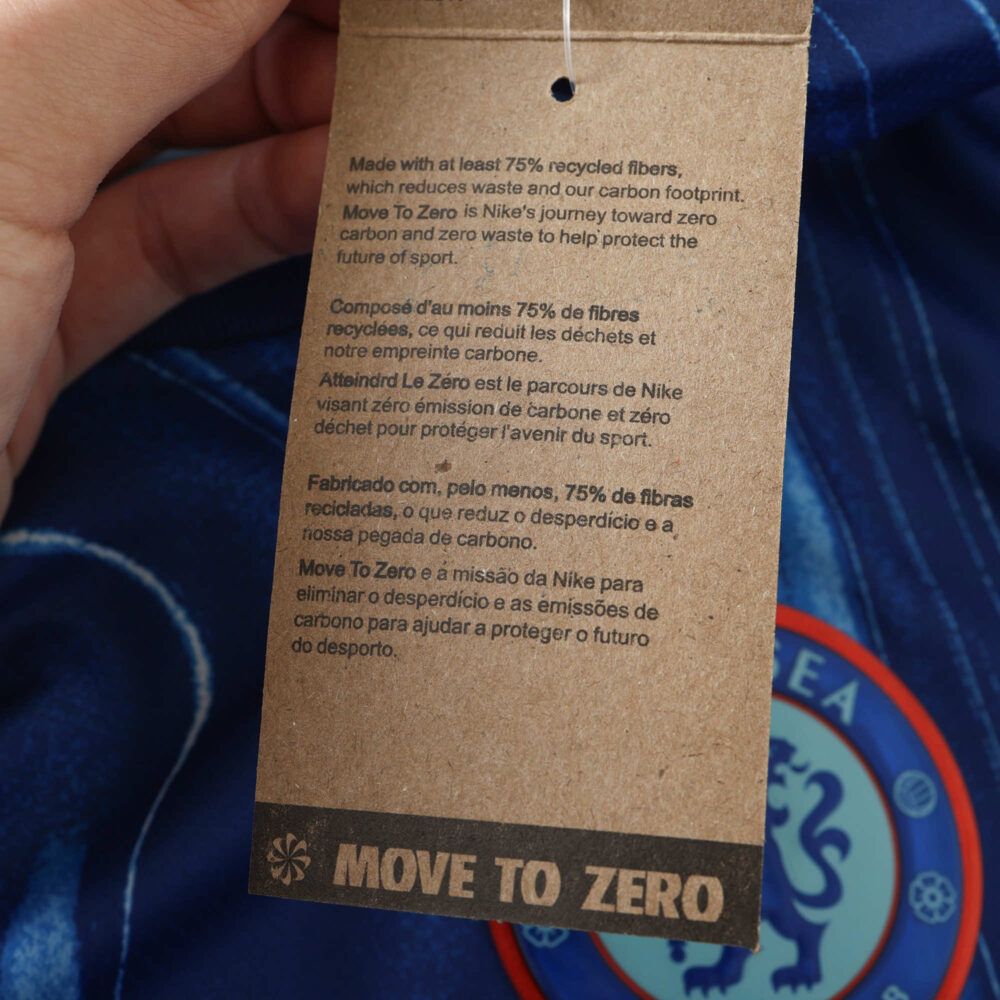 Made with at least 75% recycled fibers,
which reduces waste and our carbon footprint.
Move To Zero is Nike's journey toward zero
carbon and zero waste to help protect the
future of sport.
Composé d'au moins 75% de fibres
recyclées, ce qui reduit les déchets et
notre empreinte carbone.
Atteindrd Le Zéro est le parcours de Nike
visant zéro émission de carbone et zéro
déchet pour protéger l'avenir du sport.
Fabricado com, pelo menos, 75% de fibras
recicladas, o que reduz o desperdício e a
nossa pegada de carbono.
Move To Zero e á missão da Nike para
eliminar o desperdício e as émissões de
carbono para ajudar a proteger o futuro
do desporto.
MOVE TO ZERO
SEA